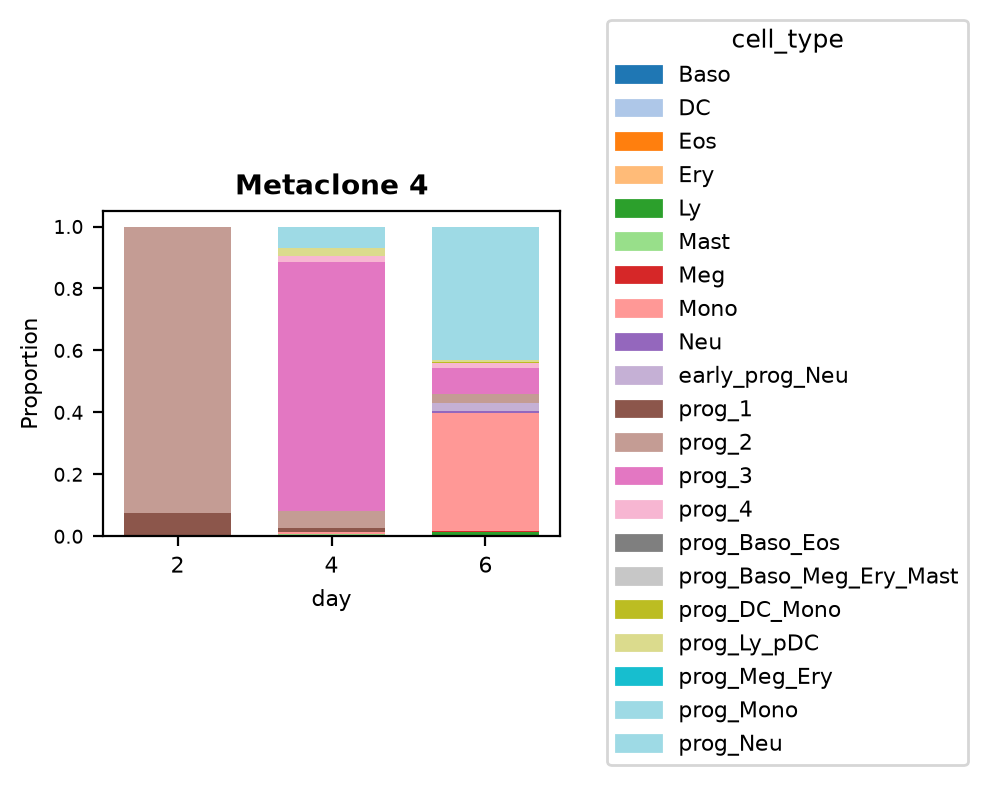 Metaclone 4
Proportion
1.0
0.8
0.6
0.4
0.2
0.0
2
4
6
day
cell_type
Baso
DC
Eos
Ery
Ly
Mast
Meg
Mono
Neu
early_prog_Neu
prog_1
prog_2
prog_3
prog_4
prog_Baso_Eos
prog_Baso_Meg_Ery_Mast
prog_DC_Mono
prog_Ly_pDC
prog_Meg_Ery
prog_Mono
prog_Neu